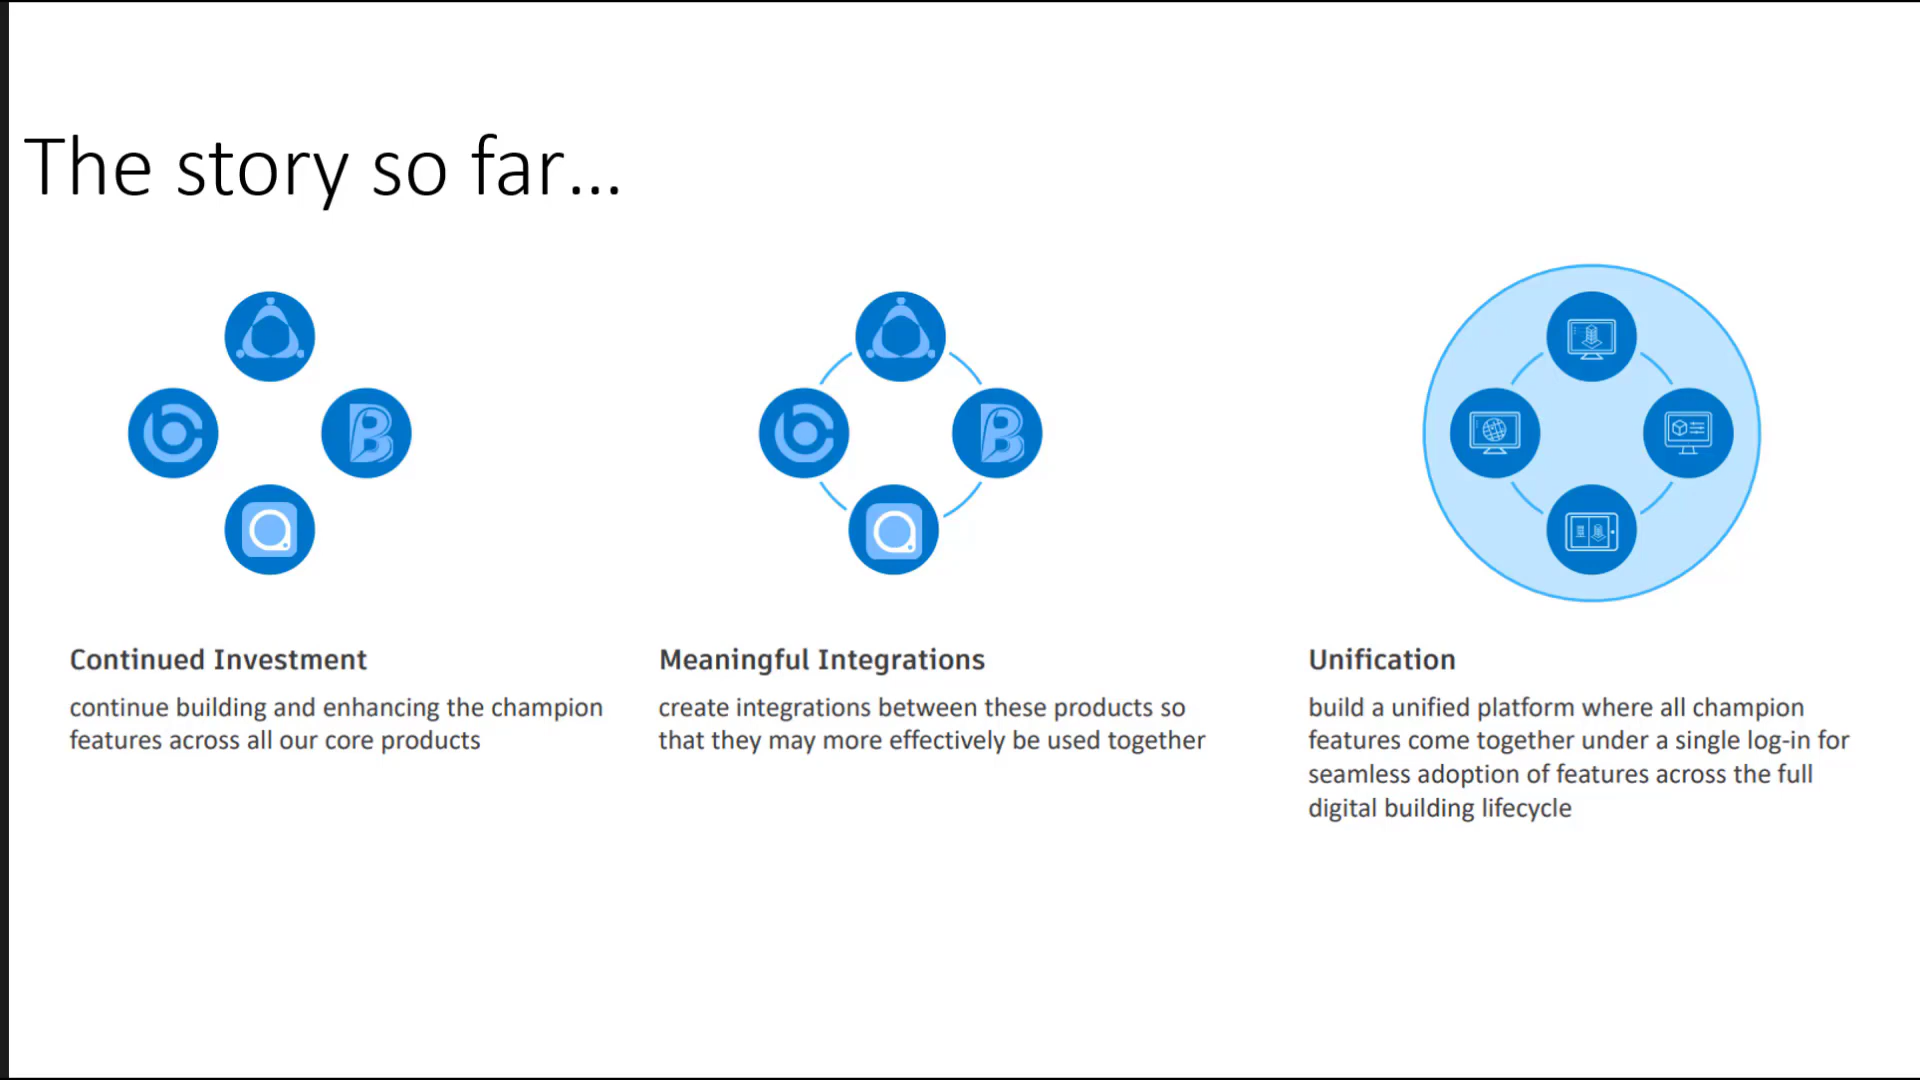 The story so far...
Continued Investment
continue building and enhancing the champion
features across all our core products
Meaningful Integrations
create integrations between these products so
that they may more effectively be used together
Unification
build a unified platform where all champion
features come together under a single log-in for
seamless adoption of features across the full
digital building lifecycle